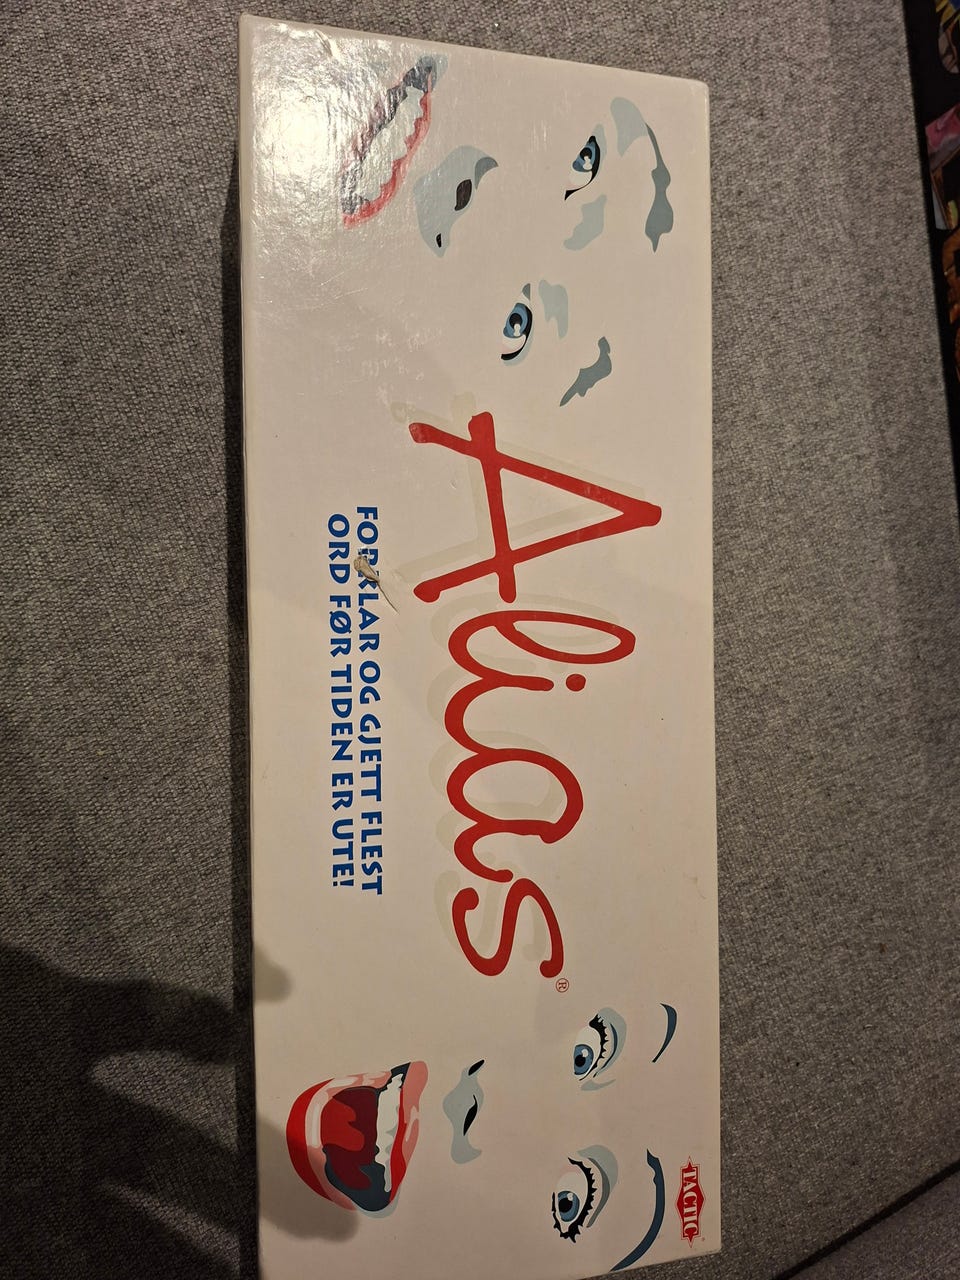 Alias®
FORKLAR OG GJETT FLEST
ORD FØR TIDEN ER UTE!
TACTIC®